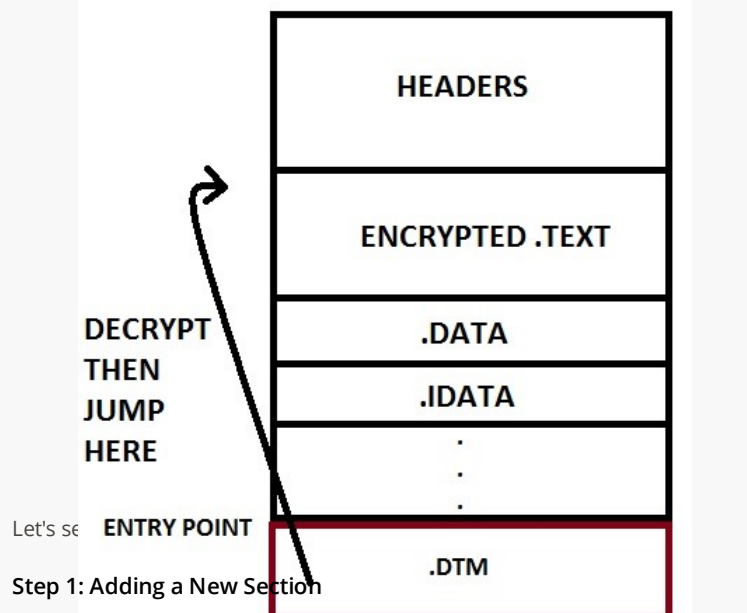 HEADERS
ENCRYPTED .TEXT
DECRYPT
THEN
JUMP
HERE
.DATA
.IDATA
.
.
.
Let's se
ENTRY POINT
.DTM
Step 1: Adding a New Section